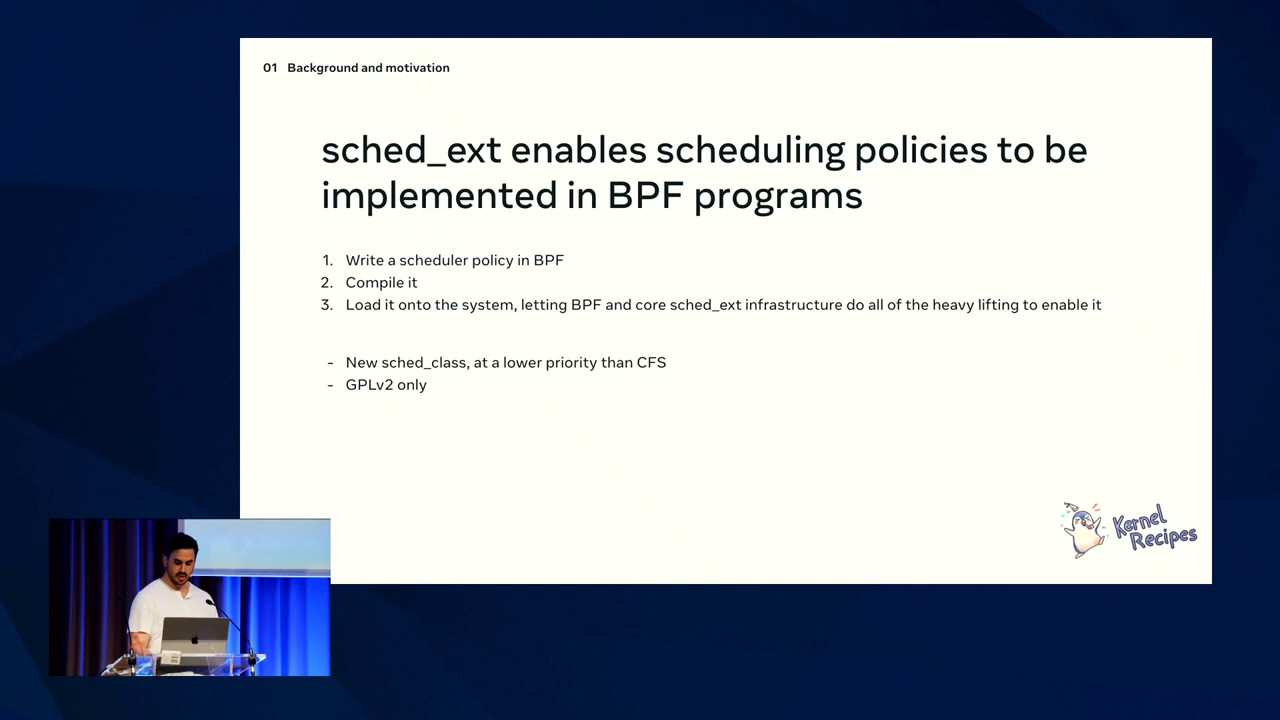 01 Background and motivation
sched_ext enables scheduling policies to be
implemented in BPF programs
1. Write a scheduler policy in BPF
2. Compile it
3. Load it onto the system, letting BPF and core sched_ext infrastructure do all of the heavy lifting to enable it
- New sched_class, at a lower priority than CFS
- GPLv2 only
Kernel
Recipes